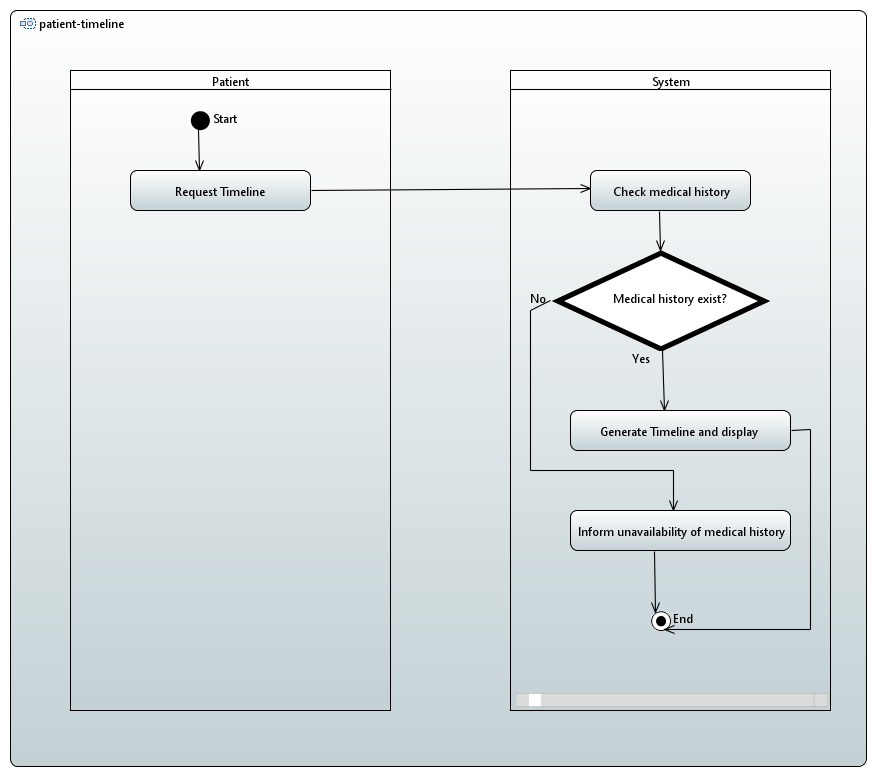 patient-timeline
Patient
System
Start
Request Timeline
Check medical history
Medical history exist?
No
Yes
Generate Timeline and display
Inform unavailability of medical history
End